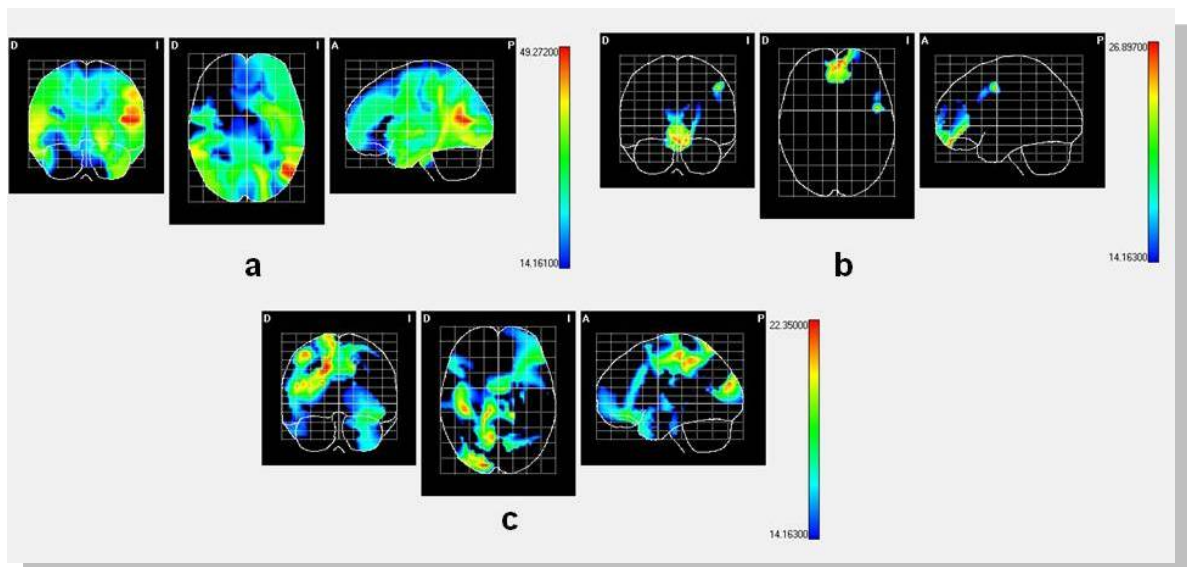 D I D I A P 49.27200
14.16100
a
D I D I A P 26.89700
14.16300
b
D I D I A P 22.35000
14.16300
c